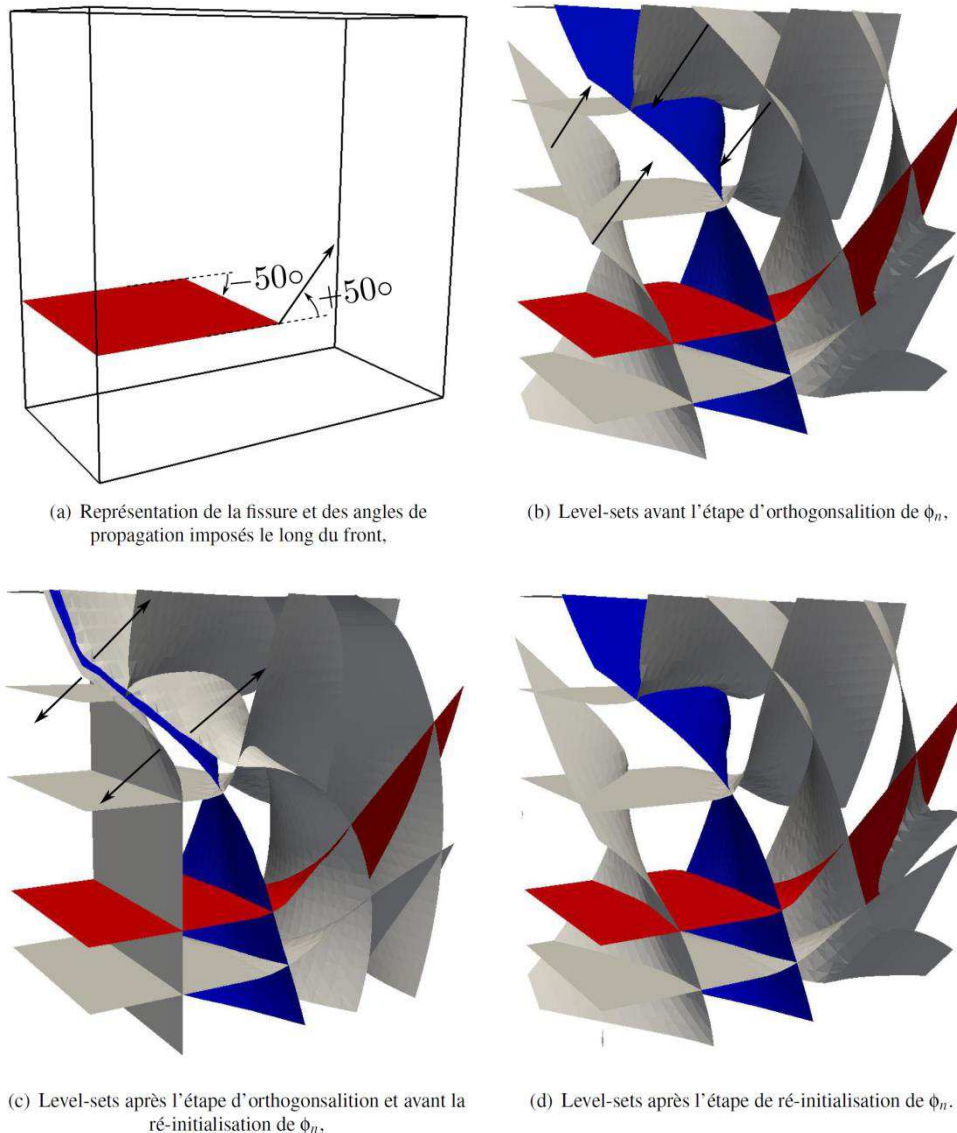 −50°
+50°
(a) Représentation de la fissure et des angles de
propagation imposés le long du front,
(b) Level-sets avant l'étape d'orthogonsalition de ϕn,
(c) Level-sets après l'étape d'orthogonsalition et avant la
ré-initialisation de ϕn,
(d) Level-sets après l'étape de ré-initialisation de ϕn.